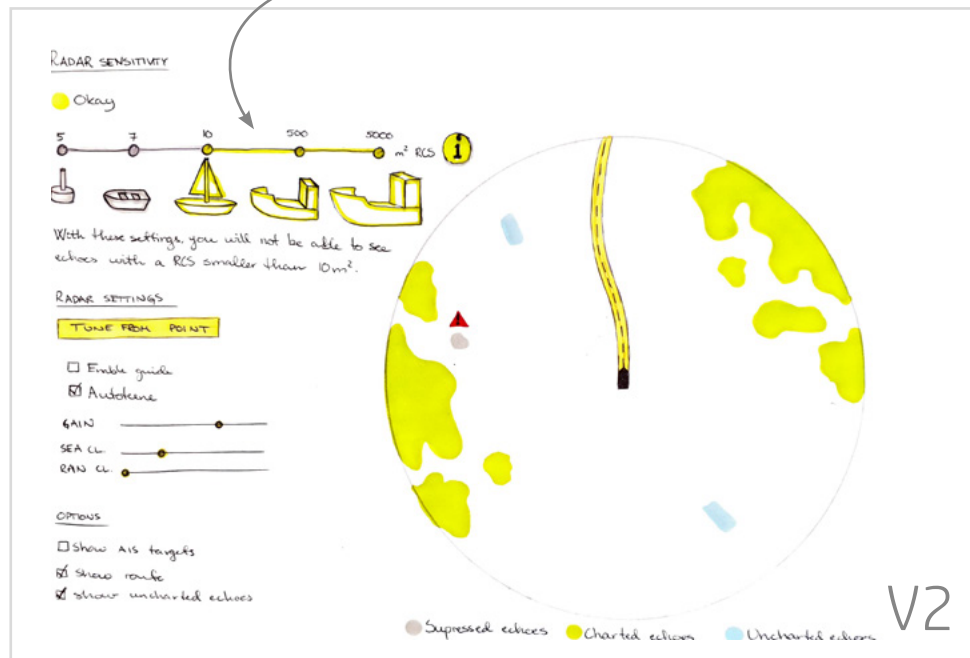 RADAR SENSITIVITY
Okay
5 7 10 500 5000 m² RCS i
With these settings, you will not be able to see
echoes with a RCS smaller than 10m².
RADAR SETTINGS
TUNE FROM POINT
Enble guide
Autotune
GAIN
SEA CL.
RAN CL.
OPTIONS
Show AIS targets
Show route
show uncharted echoes
Supressed echoes Charted echoes Uncharted echoes
V2